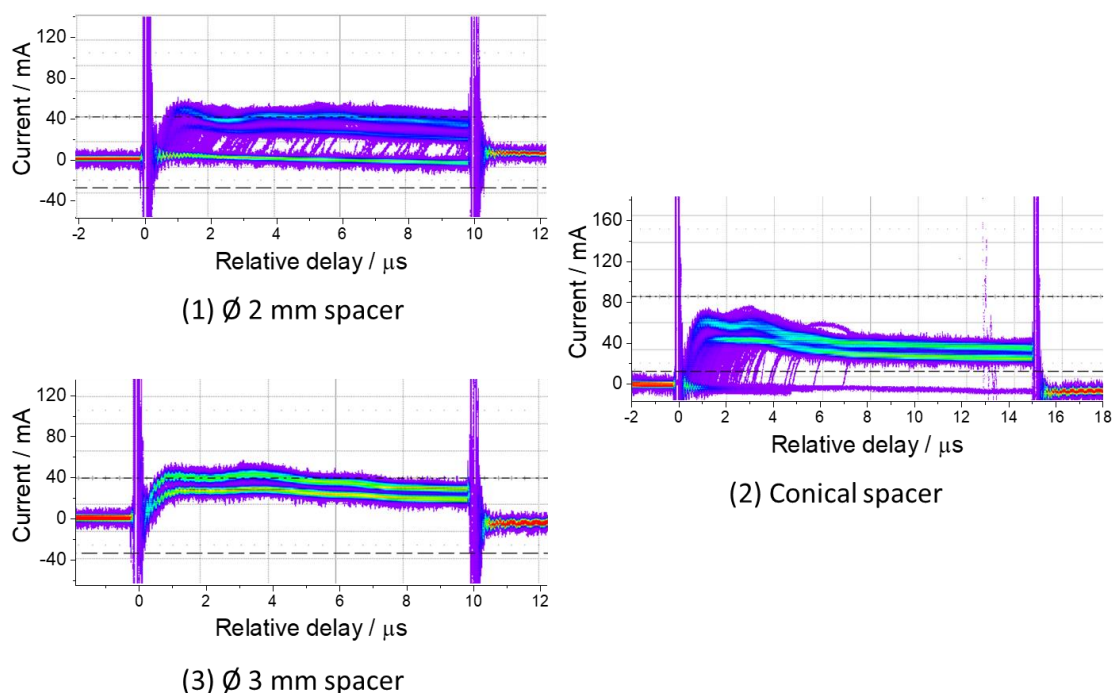 Current / mA
120
80
40
0
-40
-2 0 2 4 6 8 10 12
Relative delay / μs
(1) Ø 2 mm spacer
Current / mA
160
120
80
40
0
-2 0 2 4 6 8 10 12 14 16 18
Relative delay / μs
(2) Conical spacer
Current / mA
120
80
40
0
-40
0 2 4 6 8 10 12
Relative delay / μs
(3) Ø 3 mm spacer